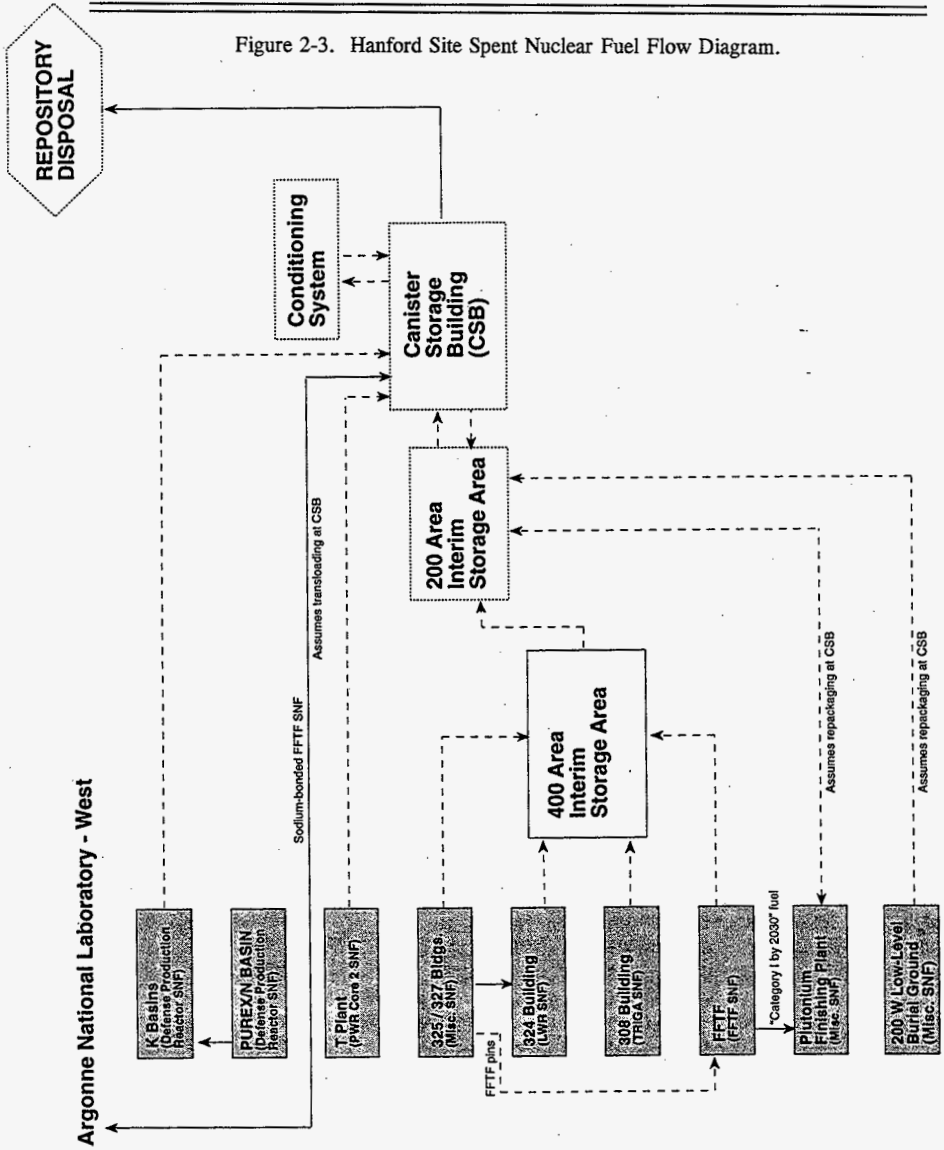 Figure 2-3. Hanford Site Spent Nuclear Fuel Flow Diagram.
Argonne National Laboratory - West
K Basins
(Defense Production
Reactor SNF)
PUREX/N BASIN
(Defense Production
Reactor SNF)
T Plant
(PWR Core 2 SNF)
325/327 Bldgs.
(Misc. SNF)
324 Building
(LWR SNF)
308 Building
(TRIGA SNF)
FFTF
(FFTF SNF)
Plutonium
Finishing Plant
(Misc. SNF)
200 W Low-Level
Burial Ground
(Misc. SNF)
FFTF pins
"Category I by 2030" fuel
Sodium-bonded FFTF SNF
Assumes transloading at CSB
400 Area
Interim
Storage Area
Assumes repackaging at CSB
Assumes repackaging at CSB
200 Area
Interim
Storage Area
Canister
Storage
Building
(CSB)
Conditioning
System
REPOSITORY
DISPOSAL